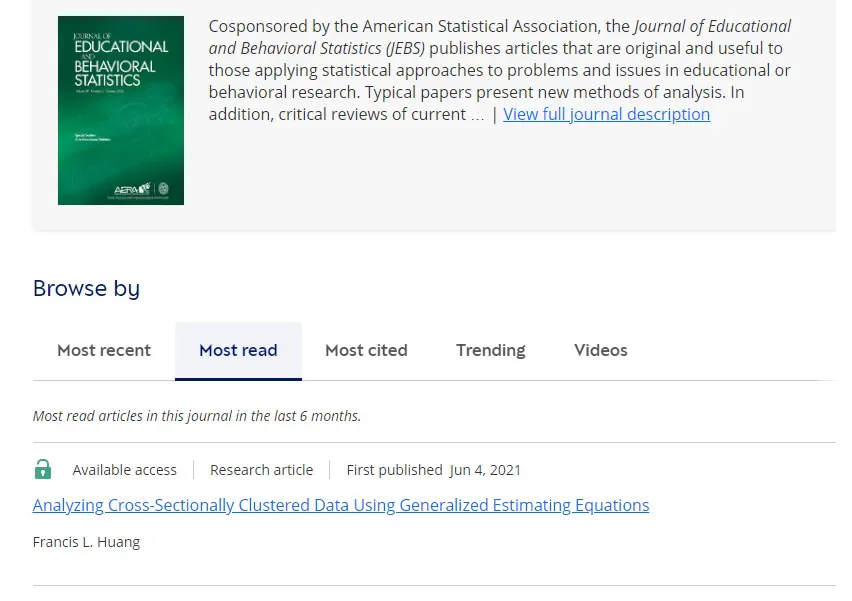 Cosponsored by the American Statistical Association, the Journal of Educational
and Behavioral Statistics (JEBS) publishes articles that are original and useful to
those applying statistical approaches to problems and issues in educational or
behavioral research. Typical papers present new methods of analysis. In
addition, critical reviews of current … | View full journal description
JOURNAL OF
EDUCATIONAL
AND
BEHAVIORAL
STATISTICS
AERA
Browse by
Most recent
Most read
Most cited
Trending
Videos
Most read articles in this journal in the last 6 months.
Available access
Research article
First published Jun 4, 2021
Analyzing Cross-Sectionally Clustered Data Using Generalized Estimating Equations
Francis L. Huang